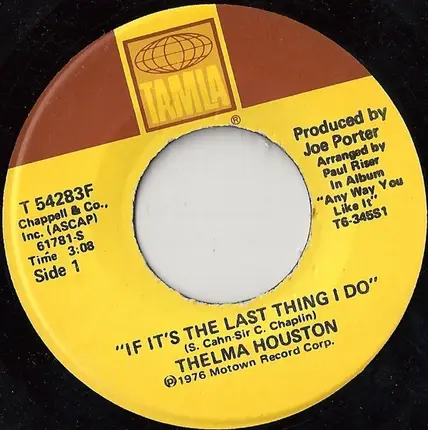 TAMLA
®
T 54283F
Chappell & Co.,
Inc. (ASCAP)
61781-S
Time 3:08
Side 1
Produced by
Joe Porter
Arranged by
Paul Riser
In Album
"Any Way You
Like It"
T6-345S1
"IF IT'S THE LAST THING I DO"
(S. Cahn-Sir C. Chaplin)
THELMA HOUSTON
℗1976 Motown Record Corp.